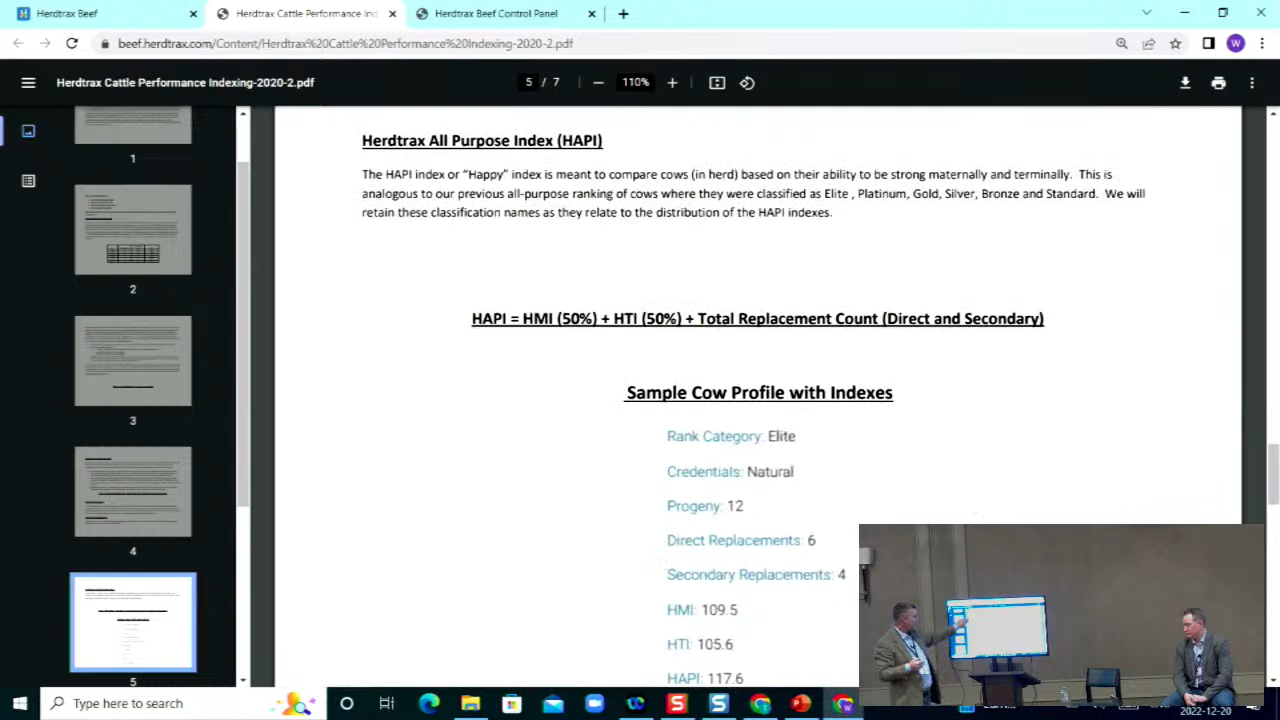 Herdtrax Beef
Herdtrax Cattle Performance Ind
Herdtrax Beef Control Panel
beef.herdtrax.com/Content/Herdtrax%20Cattle%20Performance%20Indexing-2020-2.pdf
W
Herdtrax Cattle Performance Indexing-2020-2.pdf
5 / 7
110%
1
2
3
4
5
Herdtrax All Purpose Index (HAPI)
The HAPI index or “Happy” index is meant to compare cows (in herd) based on their ability to be strong maternally and terminally. This is
analogous to our previous all-purpose ranking of cows where they were classified as Elite , Platinum, Gold, Silver, Bronze and Standard. We will
retain these classification names as they relate to the distribution of the HAPI indexes.
HAPI = HMI (50%) + HTI (50%) + Total Replacement Count (Direct and Secondary)
Sample Cow Profile with Indexes
Rank Category: Elite
Credentials: Natural
Progeny: 12
Direct Replacements: 6
Secondary Replacements: 4
HMI: 109.5
HTI: 105.6
HAPI: 117.6
Type here to search
2022-12-20